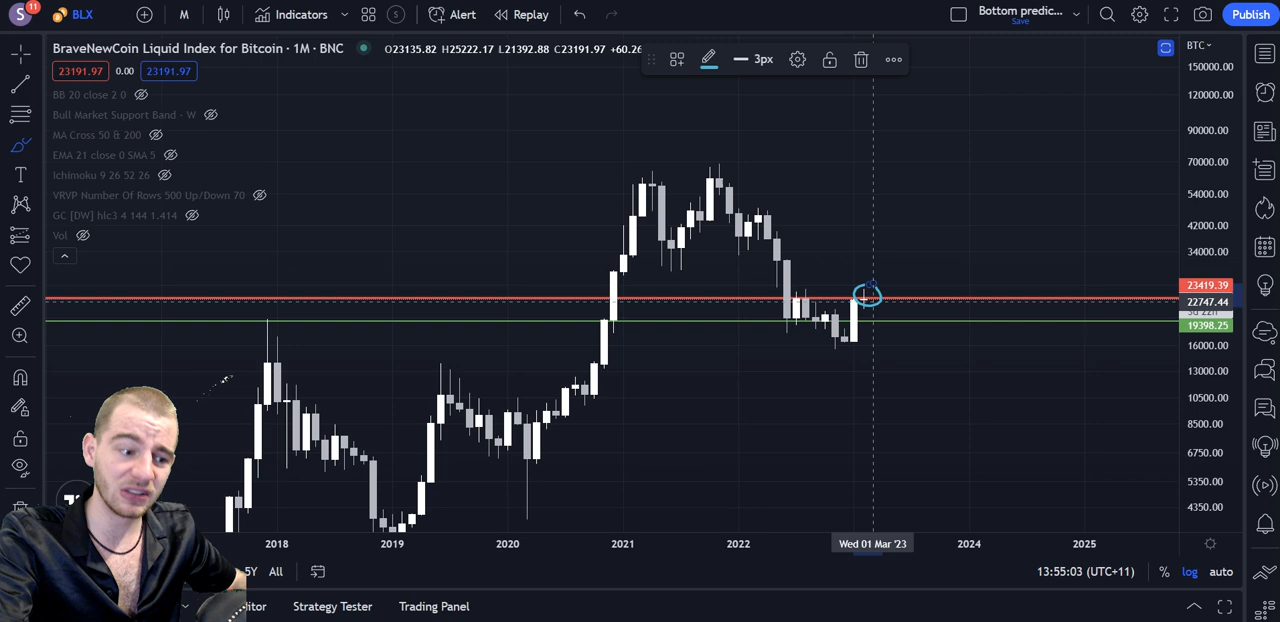 S 11 BLX M Indicators S Alert Replay Bottom predic... Save Publish
BraveNewCoin Liquid Index for Bitcoin · 1M · BNC O23135.82 H25222.17 L21392.88 C23191.97 +60.26
23191.97 0.00 23191.97
3px
BTC
BB 20 close 2 0
Bull Market Support Band - W
MA Cross 50 & 200
EMA 21 close 0 SMA 5
Ichimoku 9 26 52 26
VRVP Number Of Rows 500 Up/Down 70
GC [DW] hlc3 4 144 1.414
Vol
150000.00
120000.00
90000.00
70000.00
54000.00
42000.00
34000.00
23419.39
22747.44
3d 22h
19398.25
16000.00
13000.00
10500.00
8500.00
6750.00
5350.00
4350.00
2018 2019 2020 2021 2022 Wed 01 Mar '23 2024 2025
5Y All 13:55:03 (UTC+11) % log auto
itor Strategy Tester Trading Panel